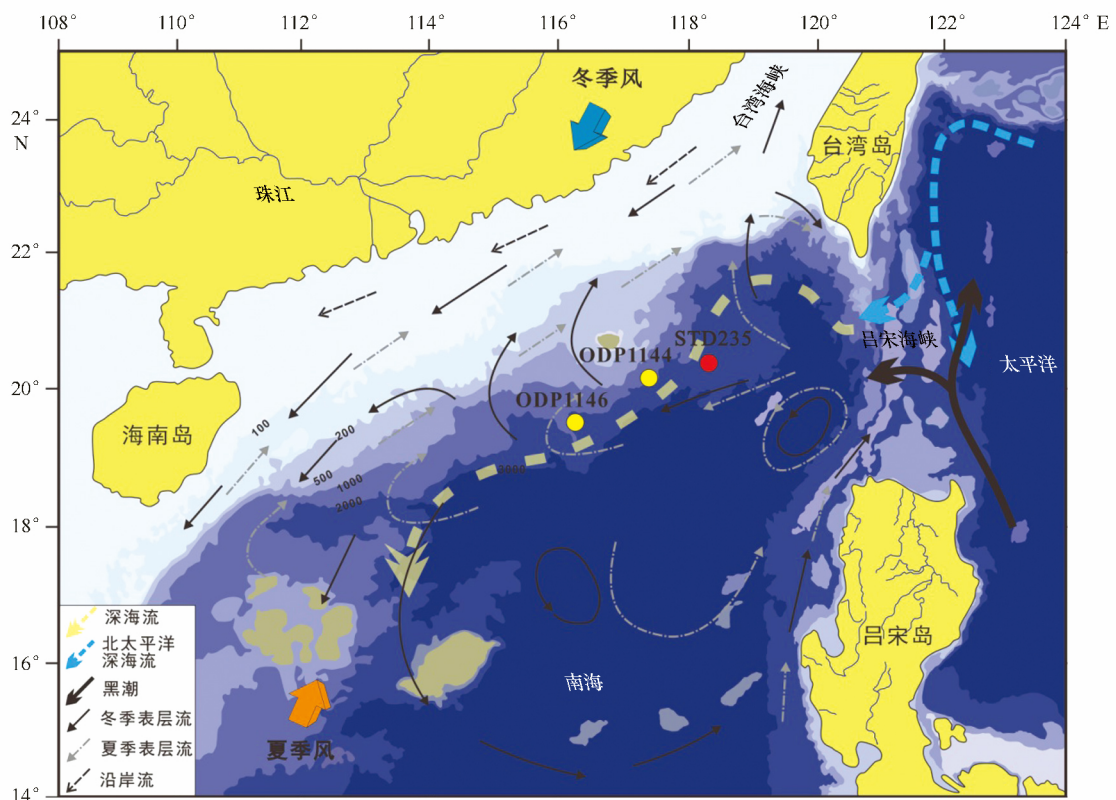 108° 110° 112° 114° 116° 118° 120° 122° 124° E
24°
N
22°
20°
18°
16°
14°
冬季风
台湾海峡
台湾岛
珠江
吕宋海峡
太平洋
STD235
ODP1144
ODP1146
海南岛
100
200
500
1000
2000
3000
吕宋岛
南海
夏季风
深海流
北太平洋
深海流
黑潮
冬季表层流
夏季表层流
沿岸流